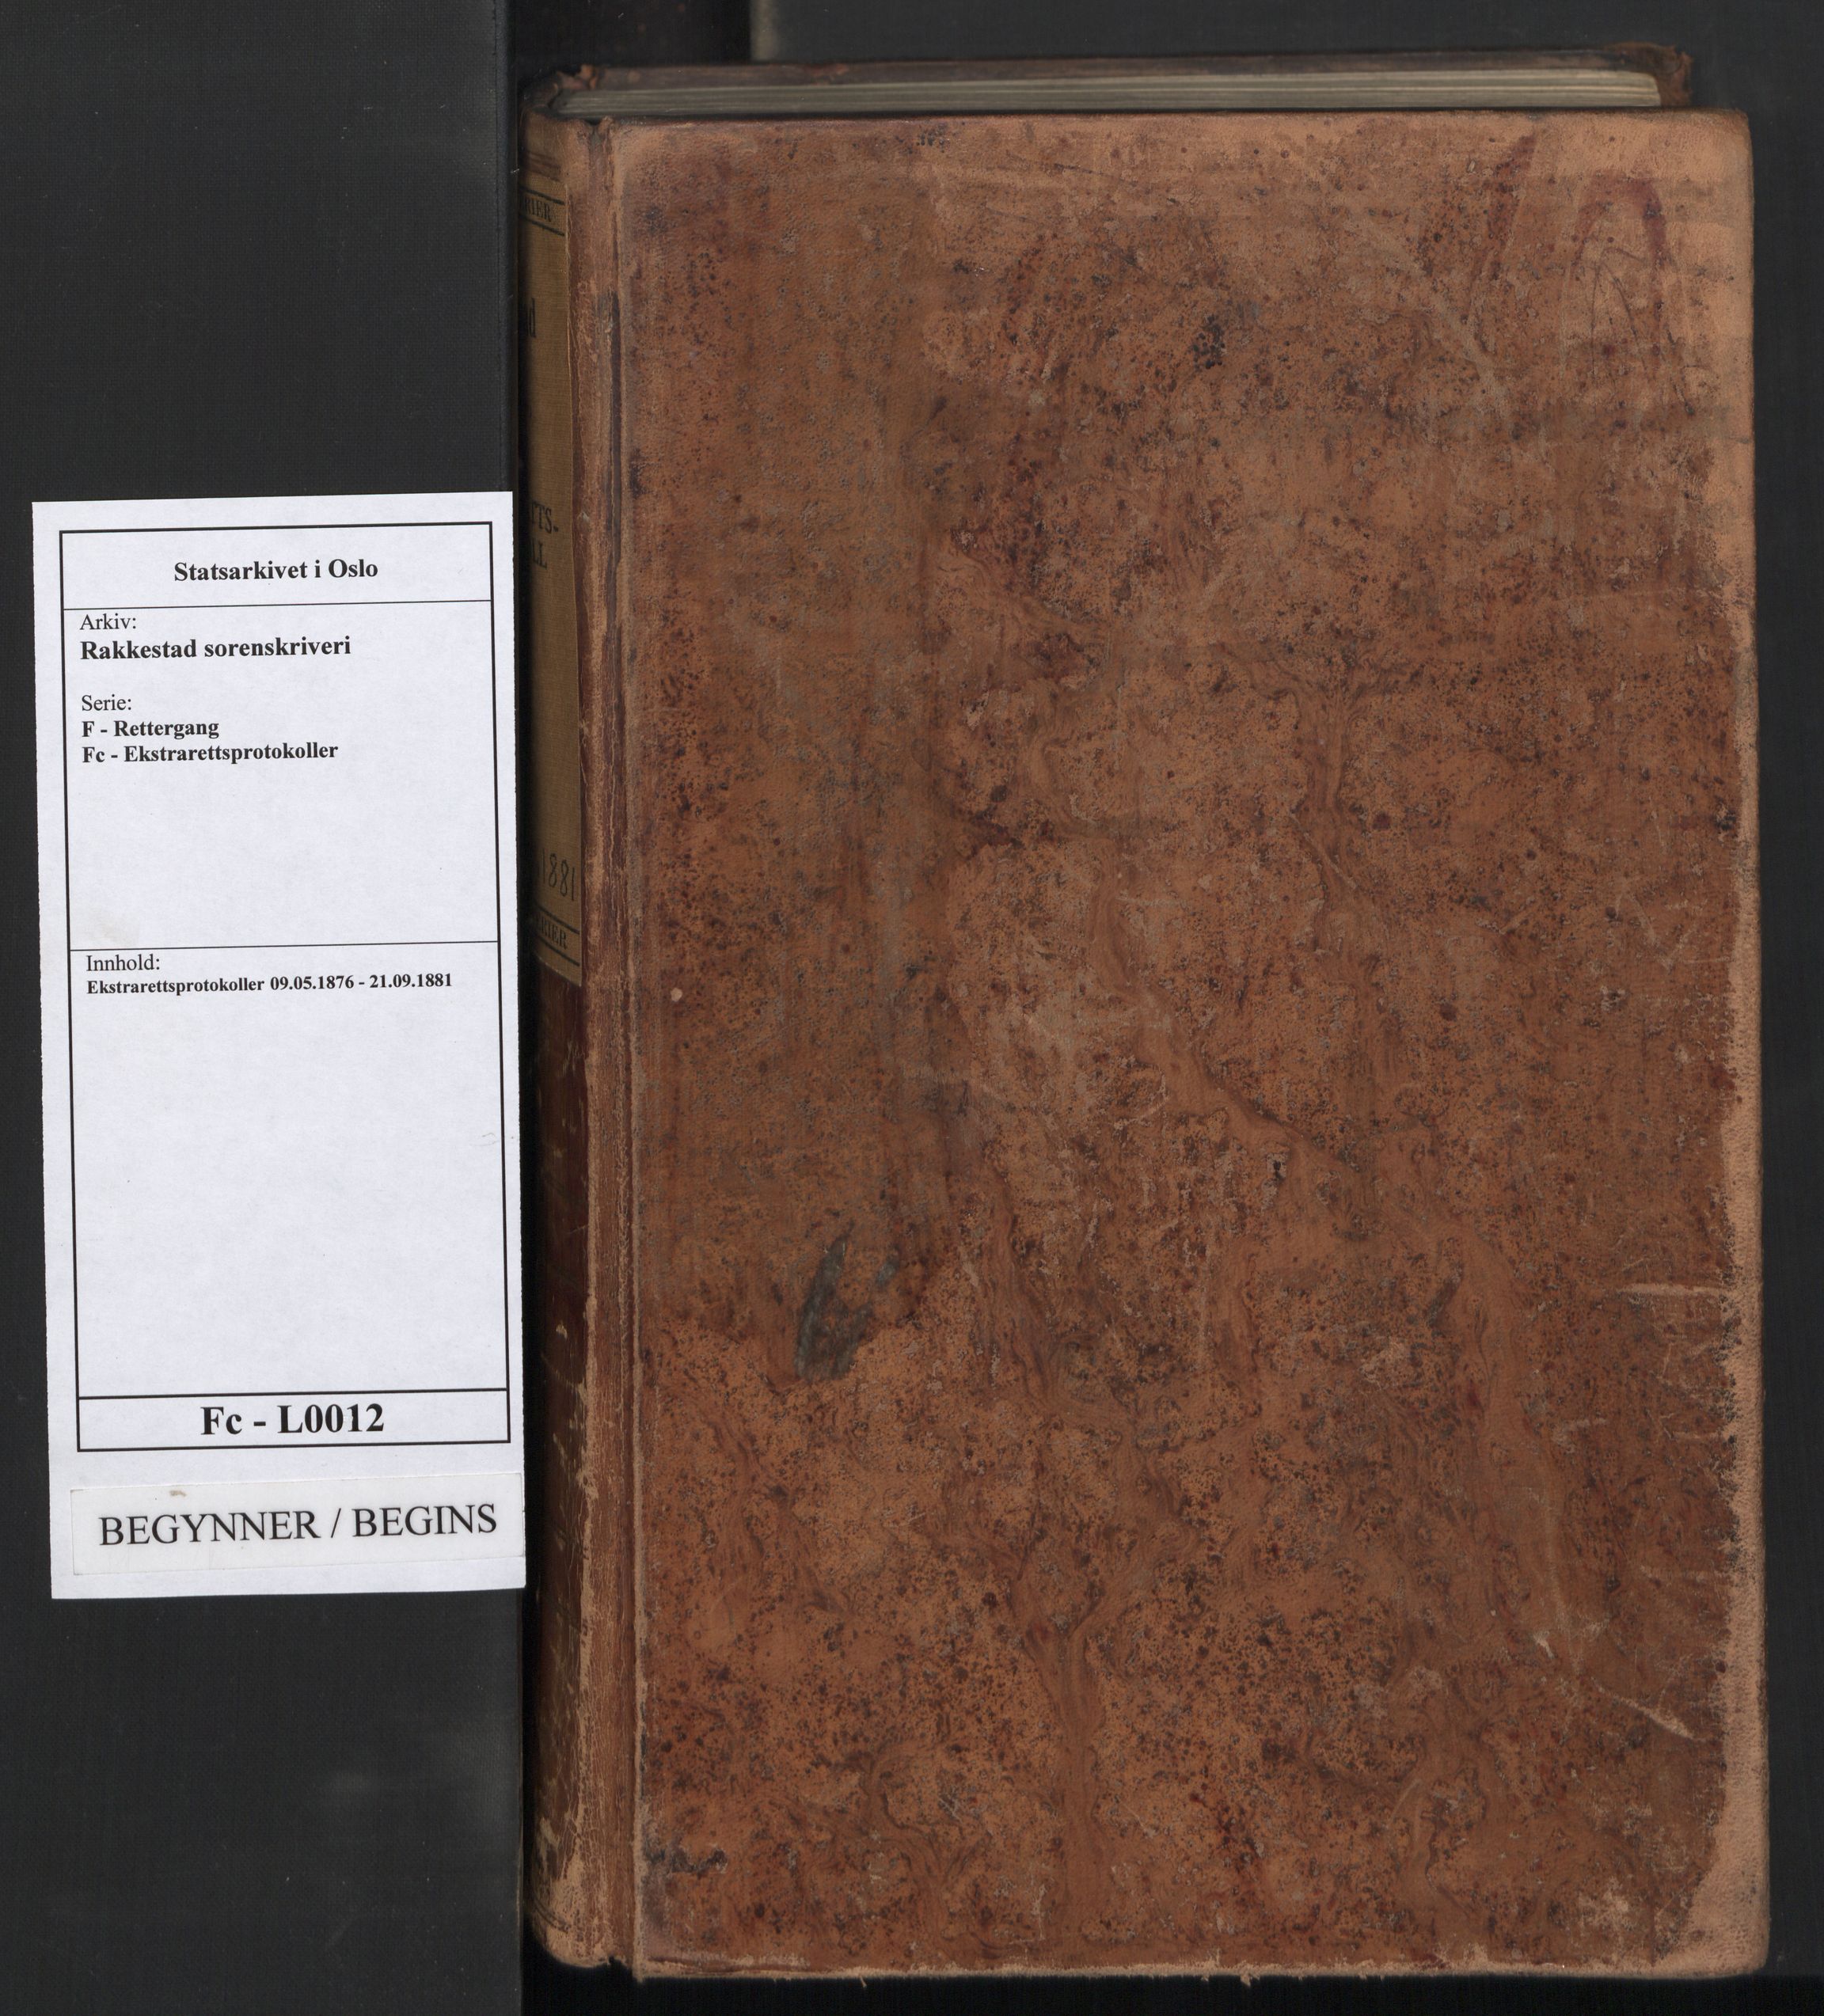 Statsarkivet i Oslo
Arkiv:
Rakkestad sorenskriveri
Serie:
F - Rettergang
Fc - Ekstrarettsprotokoller
Innhold:
Ekstrarettsprotokoller 09.05.1876 - 21.09.1881
Fc - L0012
BEGYNNER / BEGINS
1881